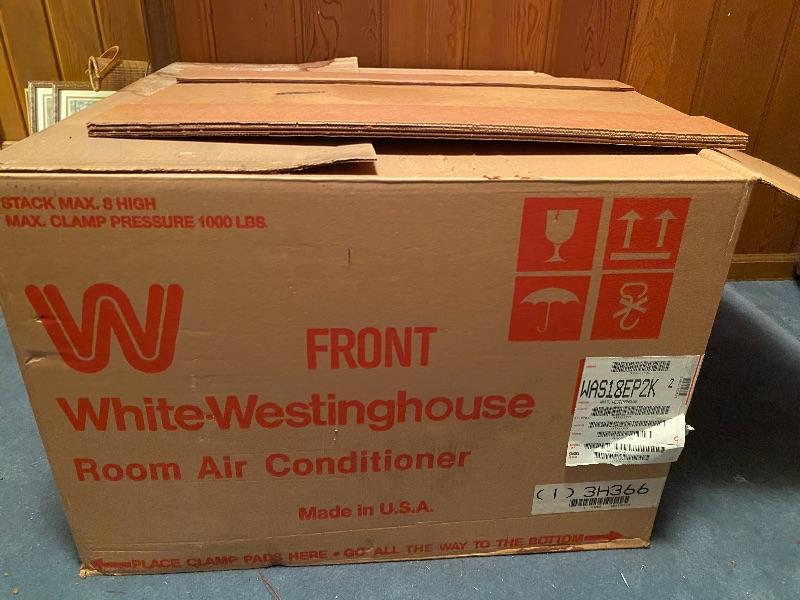 STACK MAX. 8 HIGH
MAX. CLAMP PRESSURE 1000 LBS.
W
FRONT
White-Westinghouse
Room Air Conditioner
Made in U.S.A.
WAS18EP2K 2
(1) 3H366
PLACE CLAMP PADS HERE • GO ALL THE WAY TO THE BOTTOM